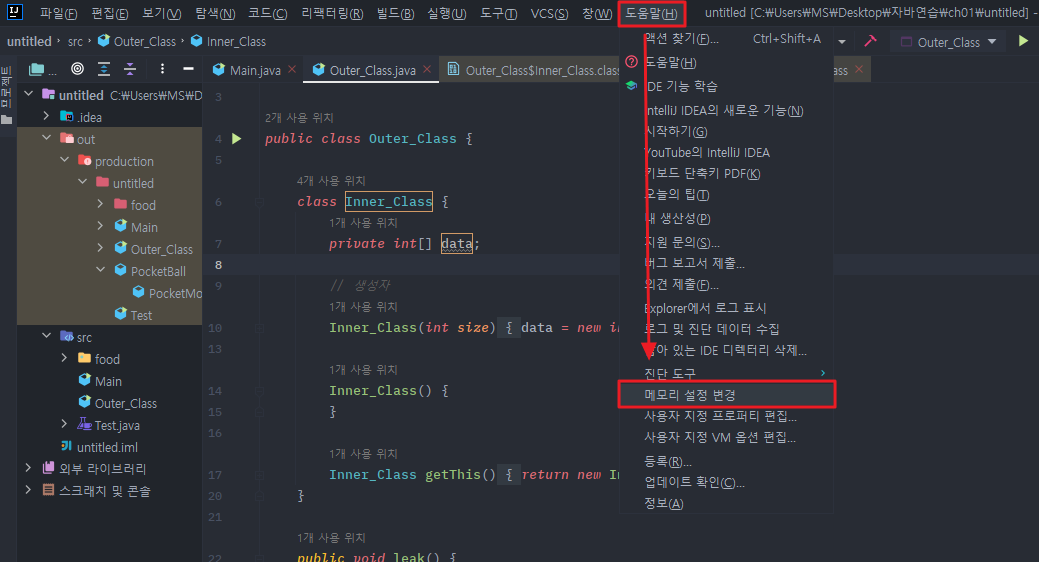 파일(F) 편집(E) 보기(V) 탐색(N) 코드(C) 리팩터링(R) 빌드(B) 실행(U) 도구(T) VCS(S) 창(W) 도움말(H) untitled [C:₩Users₩MS₩Desktop₩자바연습₩ch01₩untitled] -
untitled › src › Outer_Class › Inner_Class
Outer_Class
프로젝트
...
Main.java Outer_Class.java Outer_Class$Inner_Class.class ass
untitled C:₩Users₩MS₩D
.idea
out
production
untitled
food
Main
Outer_Class
PocketBall
PocketMo
Test
src
food
Main
Outer_Class
Test.java
untitled.iml
외부 라이브러리
스크래치 및 콘솔
3
2개 사용 위치
4 public class Outer_Class {
5
4개 사용 위치
6 class Inner_Class {
1개 사용 위치
7 private int[] data;
8
9 // 생성자
1개 사용 위치
10 Inner_Class(int size) { data = new in
13
1개 사용 위치
14 Inner_Class() {
15 }
16
1개 사용 위치
17 Inner_Class getThis() { return new In
20 }
21
1개 사용 위치
22 public void leak() {
액션 찾기(F)... Ctrl+Shift+A
도움말(H)
IDE 기능 학습
IntelliJ IDEA의 새로운 기능(N)
시작하기(G)
YouTube의 IntelliJ IDEA
키보드 단축키 PDF(K)
오늘의 팁(T)
내 생산성(P)
지원 문의(S)...
버그 보고서 제출...
의견 제출(F)...
Explorer에서 로그 표시
로그 및 진단 데이터 수집
남아 있는 IDE 디렉터리 삭제...
진단 도구
메모리 설정 변경
사용자 지정 프로퍼티 편집...
사용자 지정 VM 옵션 편집...
등록(R)...
업데이트 확인(C)...
정보(A)